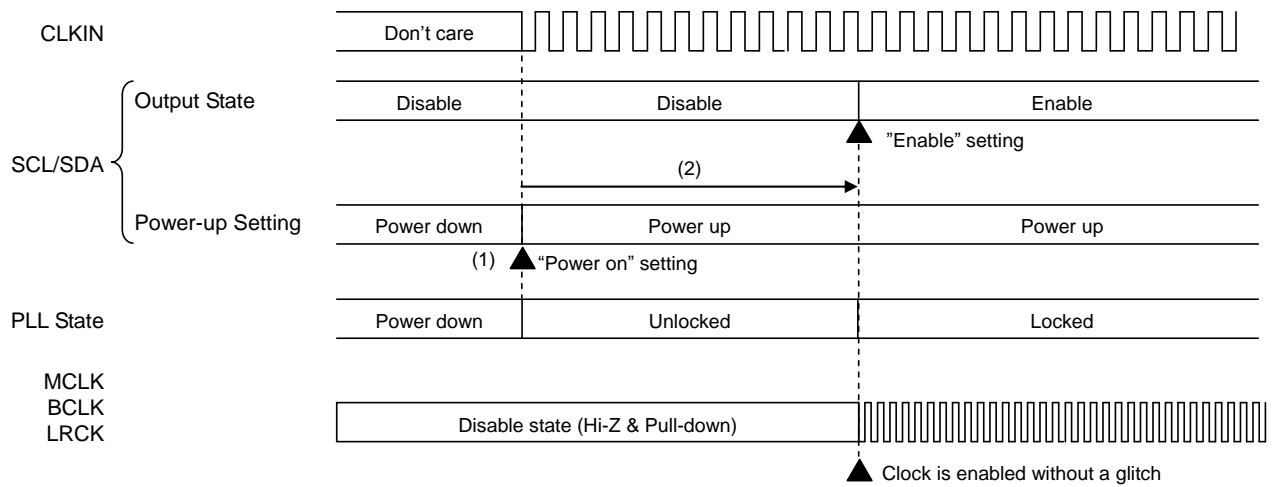 CLKIN
Don't care
Output State
Disable
Disable
Enable
”Enable” setting
SCL/SDA
(2)
Power-up Setting
Power down
Power up
Power up
(1)
“Power on” setting
PLL State
Power down
Unlocked
Locked
MCLK
BCLK
LRCK
Disable state (Hi-Z & Pull-down)
Clock is enabled without a glitch